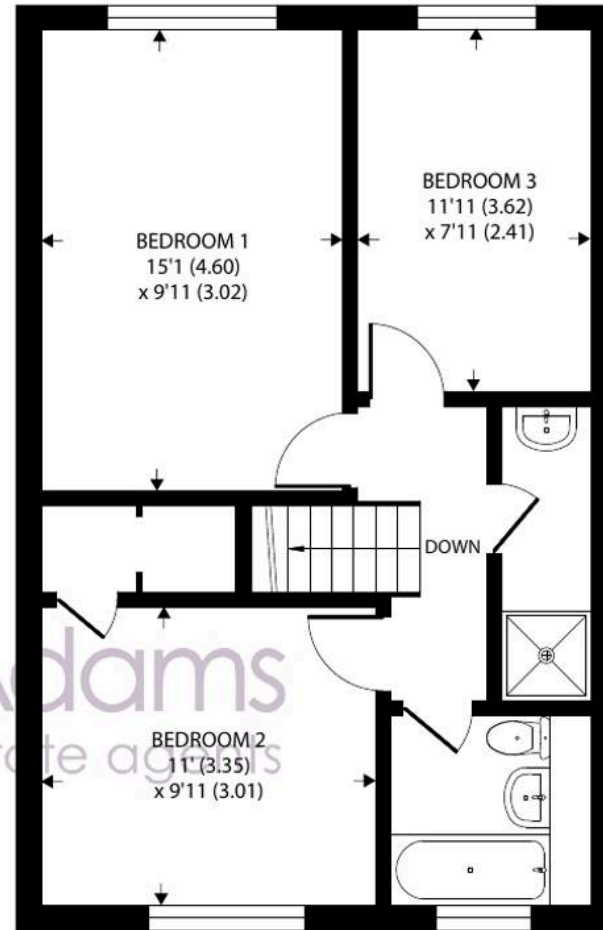 BEDROOM 1
15'1 (4.60)
x 9'11 (3.02)
BEDROOM 3
11'11 (3.62)
x 7'11 (2.41)
DOWN
Adams
ate agents
BEDROOM 2
11' (3.35)
x 9'11 (3.01)